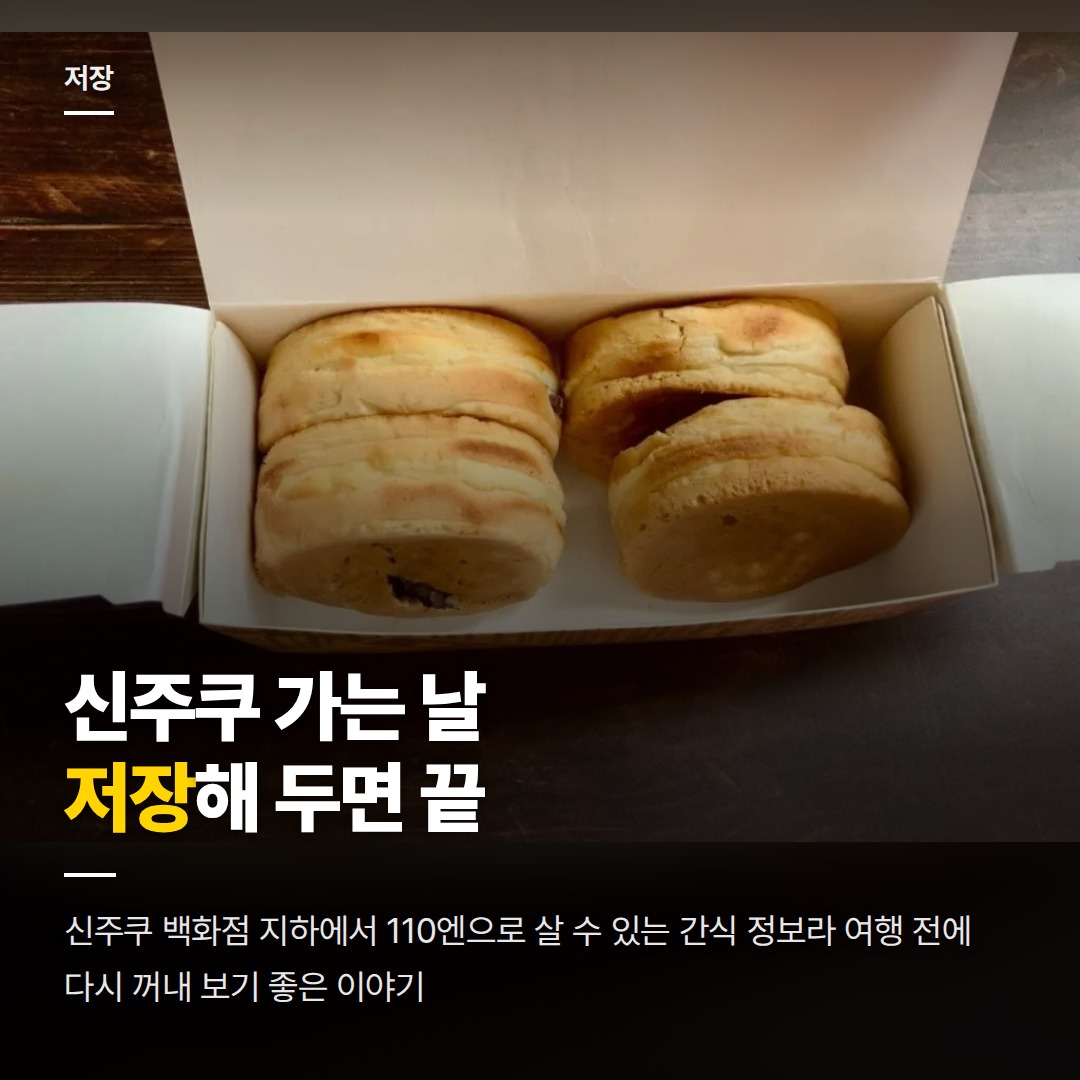 저장
신주쿠 가는 날
저장해 두면 끝
신주쿠 백화점 지하에서 110엔으로 살 수 있는 간식 정보라 여행 전에
다시 꺼내 보기 좋은 이야기